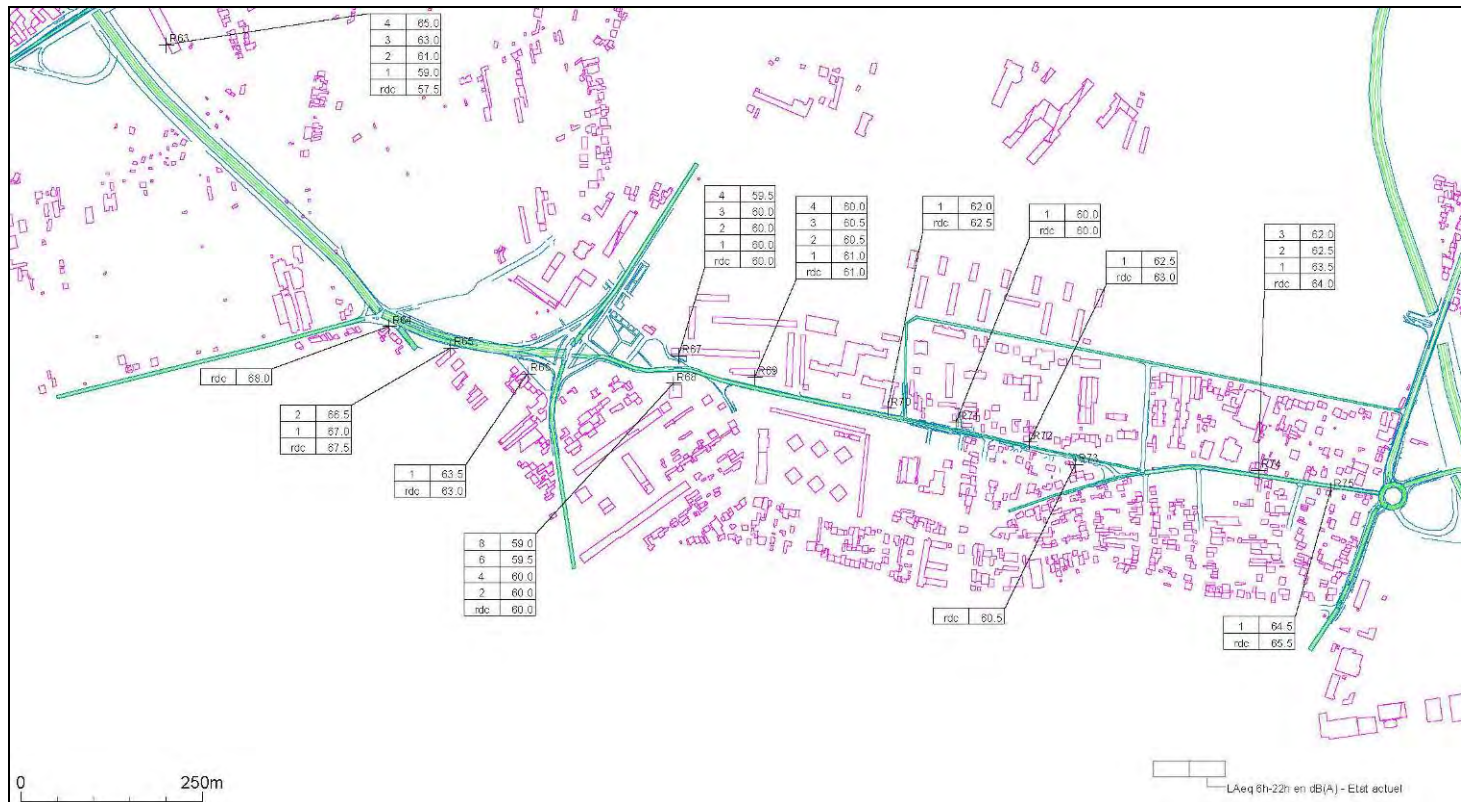 R63
4 65.0
3 63.0
2 61.0
1 59.0
rdc 57.5
4 59.5
3 60.0
2 60.0
1 60.0
rdc 60.0
4 60.0
3 60.5
2 60.5
1 61.0
rdc 61.0
1 62.0
rdc 62.5
1 60.0
rdc 60.0
1 62.5
rdc 63.0
3 62.0
2 62.5
1 63.5
rdc 64.0
R64
R65
R66
R67
R68
R69
R70
R71
R72
R73
R74
R75
rdc 68.0
2 66.5
1 67.0
rdc 67.5
1 63.5
rdc 63.0
8 59.0
6 59.5
4 60.0
2 60.0
rdc 60.0
rdc 60.5
1 64.5
rdc 65.5
0 250m
LAeq 6h-22h en dB(A) - Etat actuel